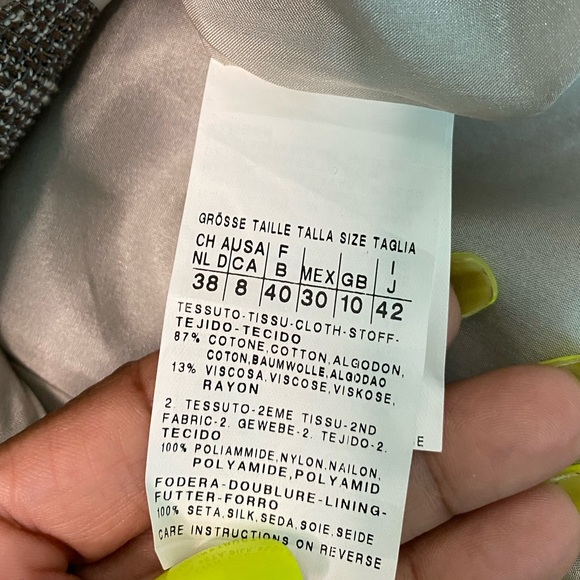 GRÖSSE TAILLE TALLA SIZE TAGLIA
CH A USA F I
NL D CA B MEX GB J
38 8 40 30 10 42
TESSUTO-TISSU-CLOTH-STOFF-
TEJIDO-TECIDO
87% COTONE,COTTON,ALGODON,
COTON,BAUMWOLLE,ALGODAO
13% VISCOSA,VISCOSE,VISKOSE,
RAYON
2. TESSUTO-2EME TISSU-2ND
FABRIC-2. GEWEBE-2. TEJIDO-2.
TECIDO
100% POLIAMMIDE,NYLON,NAILON,
POLYAMIDE,POLYAMID
FODERA-DOUBLURE-LINING-
FUTTER-FORRO
100% SETA,SILK,SEDA,SOIE,SEIDE
CARE INSTRUCTIONS ON REVERSE
E